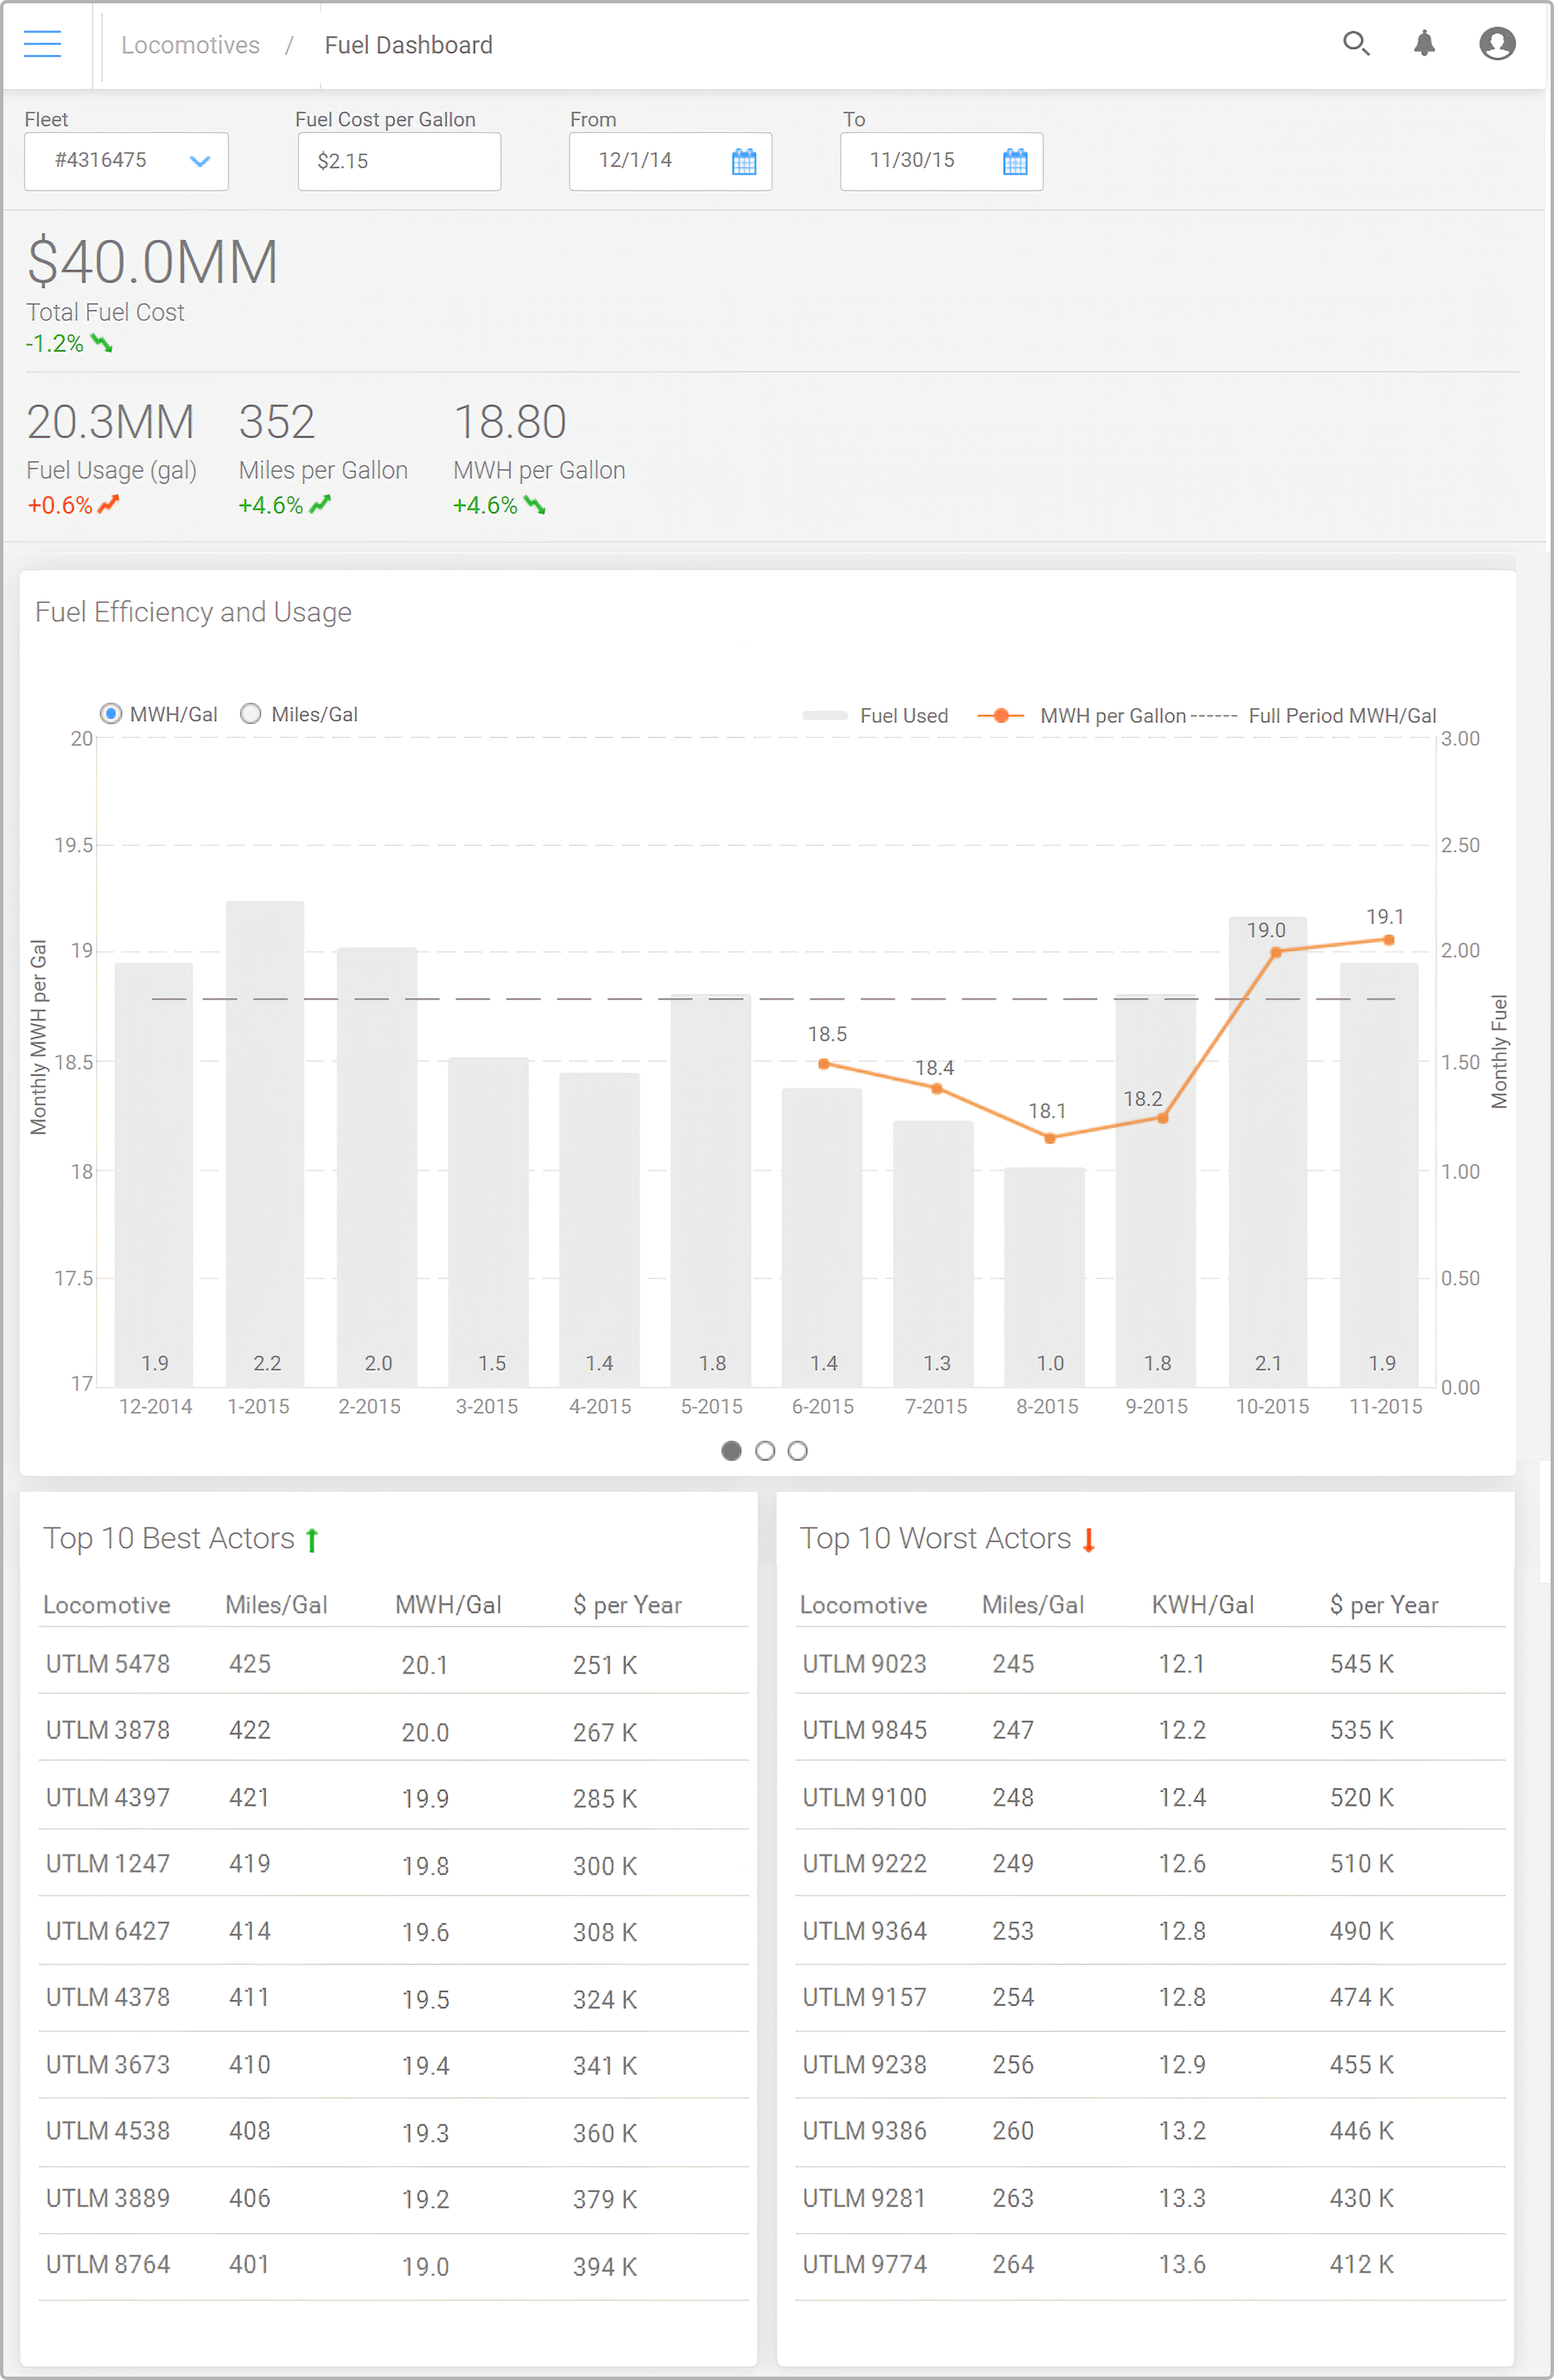 Locomotives / Fuel Dashboard
Fleet Fuel Cost per Gallon From To
#4316475 $2.15 12/1/14 11/30/15
$40.0MM
Total Fuel Cost
-1.2%
20.3MM 352 18.80
Fuel Usage (gal) Miles per Gallon MWH per Gallon
+0.6% +4.6% +4.6%
Fuel Efficiency and Usage
MWH/Gal Miles/Gal Fuel Used MWH per Gallon Full Period MWH/Gal
Monthly MWH per Gal
20
19.5
19
18.5
18
17.5
17
3.00
2.50
2.00
1.50
1.00
0.50
0.00
Monthly Fuel
18.5 18.4 18.1 18.2 19.0 19.1
1.9 2.2 2.0 1.5 1.4 1.8 1.4 1.3 1.0 1.8 2.1 1.9
12-2014 1-2015 2-2015 3-2015 4-2015 5-2015 6-2015 7-2015 8-2015 9-2015 10-2015 11-2015
Top 10 Best Actors
Locomotive Miles/Gal MWH/Gal $ per Year
UTLM 5478 425 20.1 251 K
UTLM 3878 422 20.0 267 K
UTLM 4397 421 19.9 285 K
UTLM 1247 419 19.8 300 K
UTLM 6427 414 19.6 308 K
UTLM 4378 411 19.5 324 K
UTLM 3673 410 19.4 341 K
UTLM 4538 408 19.3 360 K
UTLM 3889 406 19.2 379 K
UTLM 8764 401 19.0 394 K
Top 10 Worst Actors
Locomotive Miles/Gal KWH/Gal $ per Year
UTLM 9023 245 12.1 545 K
UTLM 9845 247 12.2 535 K
UTLM 9100 248 12.4 520 K
UTLM 9222 249 12.6 510 K
UTLM 9364 253 12.8 490 K
UTLM 9157 254 12.8 474 K
UTLM 9238 256 12.9 455 K
UTLM 9386 260 13.2 446 K
UTLM 9281 263 13.3 430 K
UTLM 9774 264 13.6 412 K